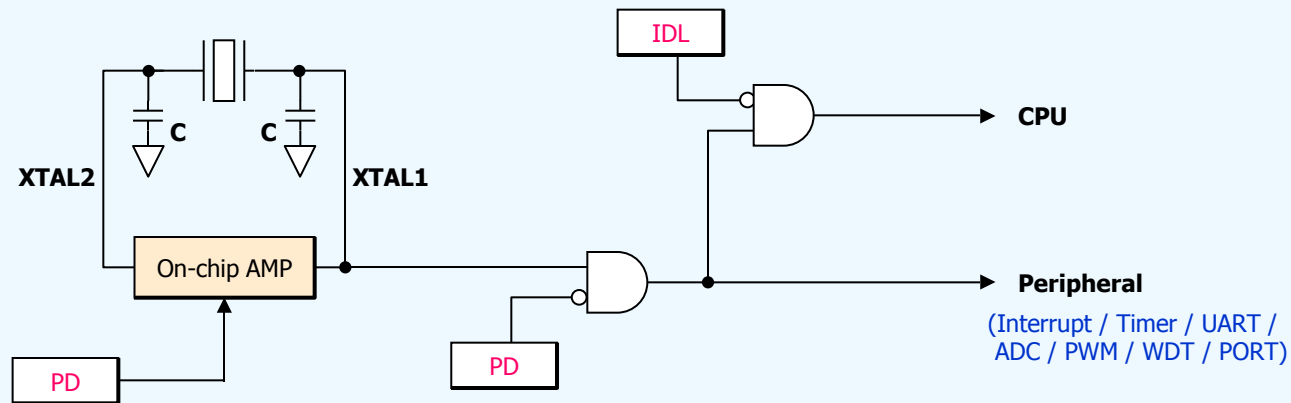 IDL
C
C
CPU
XTAL2
XTAL1
On-chip AMP
Peripheral
(Interrupt / Timer / UART /
ADC / PWM / WDT / PORT)
PD
PD